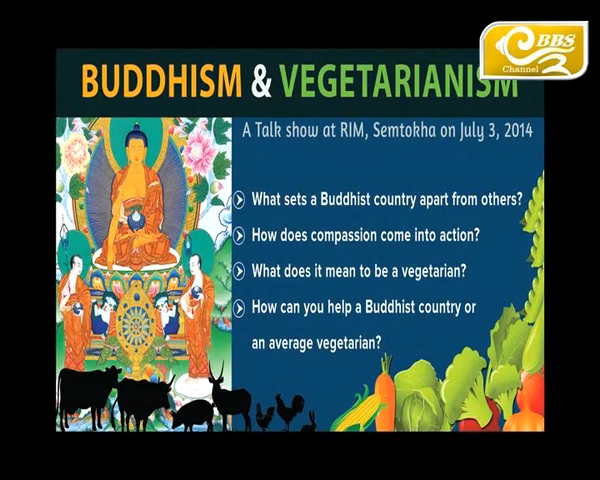 BBS
Channel 2
BUDDHISM & VEGETARIANISM
A Talk show at RIM, Semtokha on July 3, 2014
What sets a Buddhist country apart from others?
How does compassion come into action?
What does it mean to be a vegetarian?
How can you help a Buddhist country or
an average vegetarian?